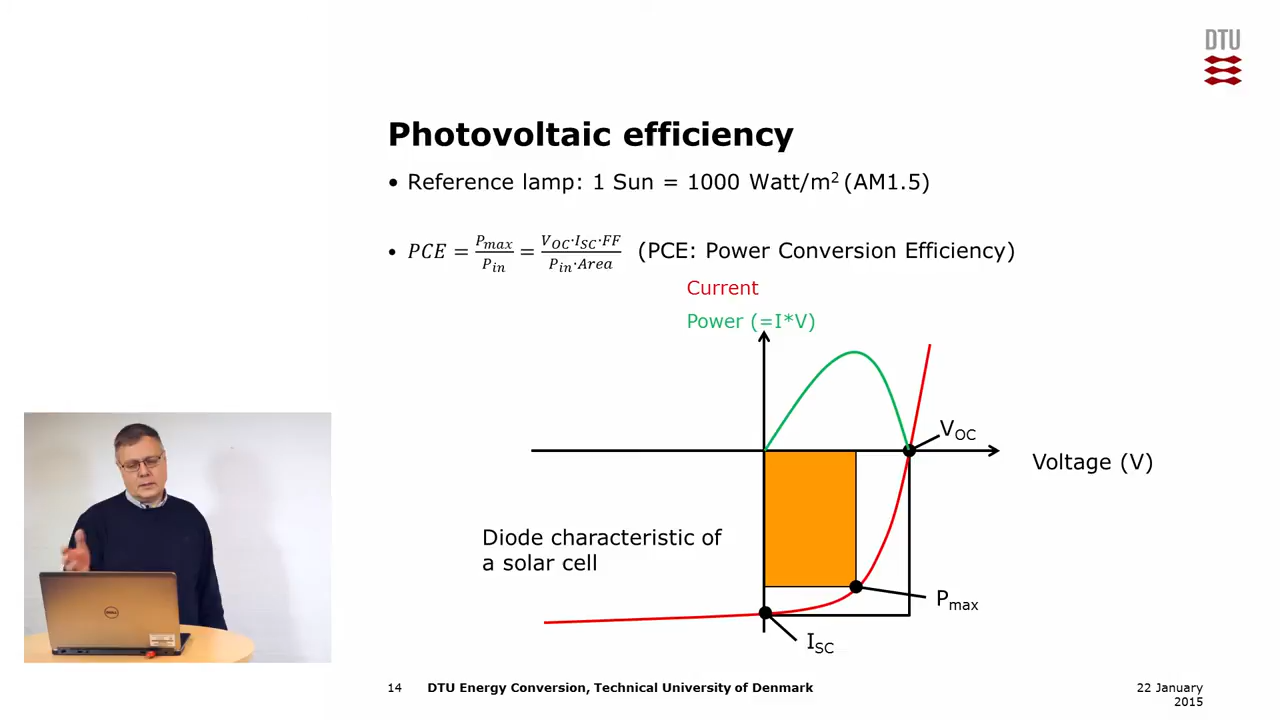 DTU
Photovoltaic efficiency
• Reference lamp: 1 Sun = 1000 Watt/m² (AM1.5)
• PCE = P_max/P_in = V_OC·I_SC·FF/P_in·Area (PCE: Power Conversion Efficiency)
Current
Power (=I*V)
V_OC
Voltage (V)
Diode characteristic of
a solar cell
P_max
I_SC
14 DTU Energy Conversion, Technical University of Denmark
22 January
2015
DELL